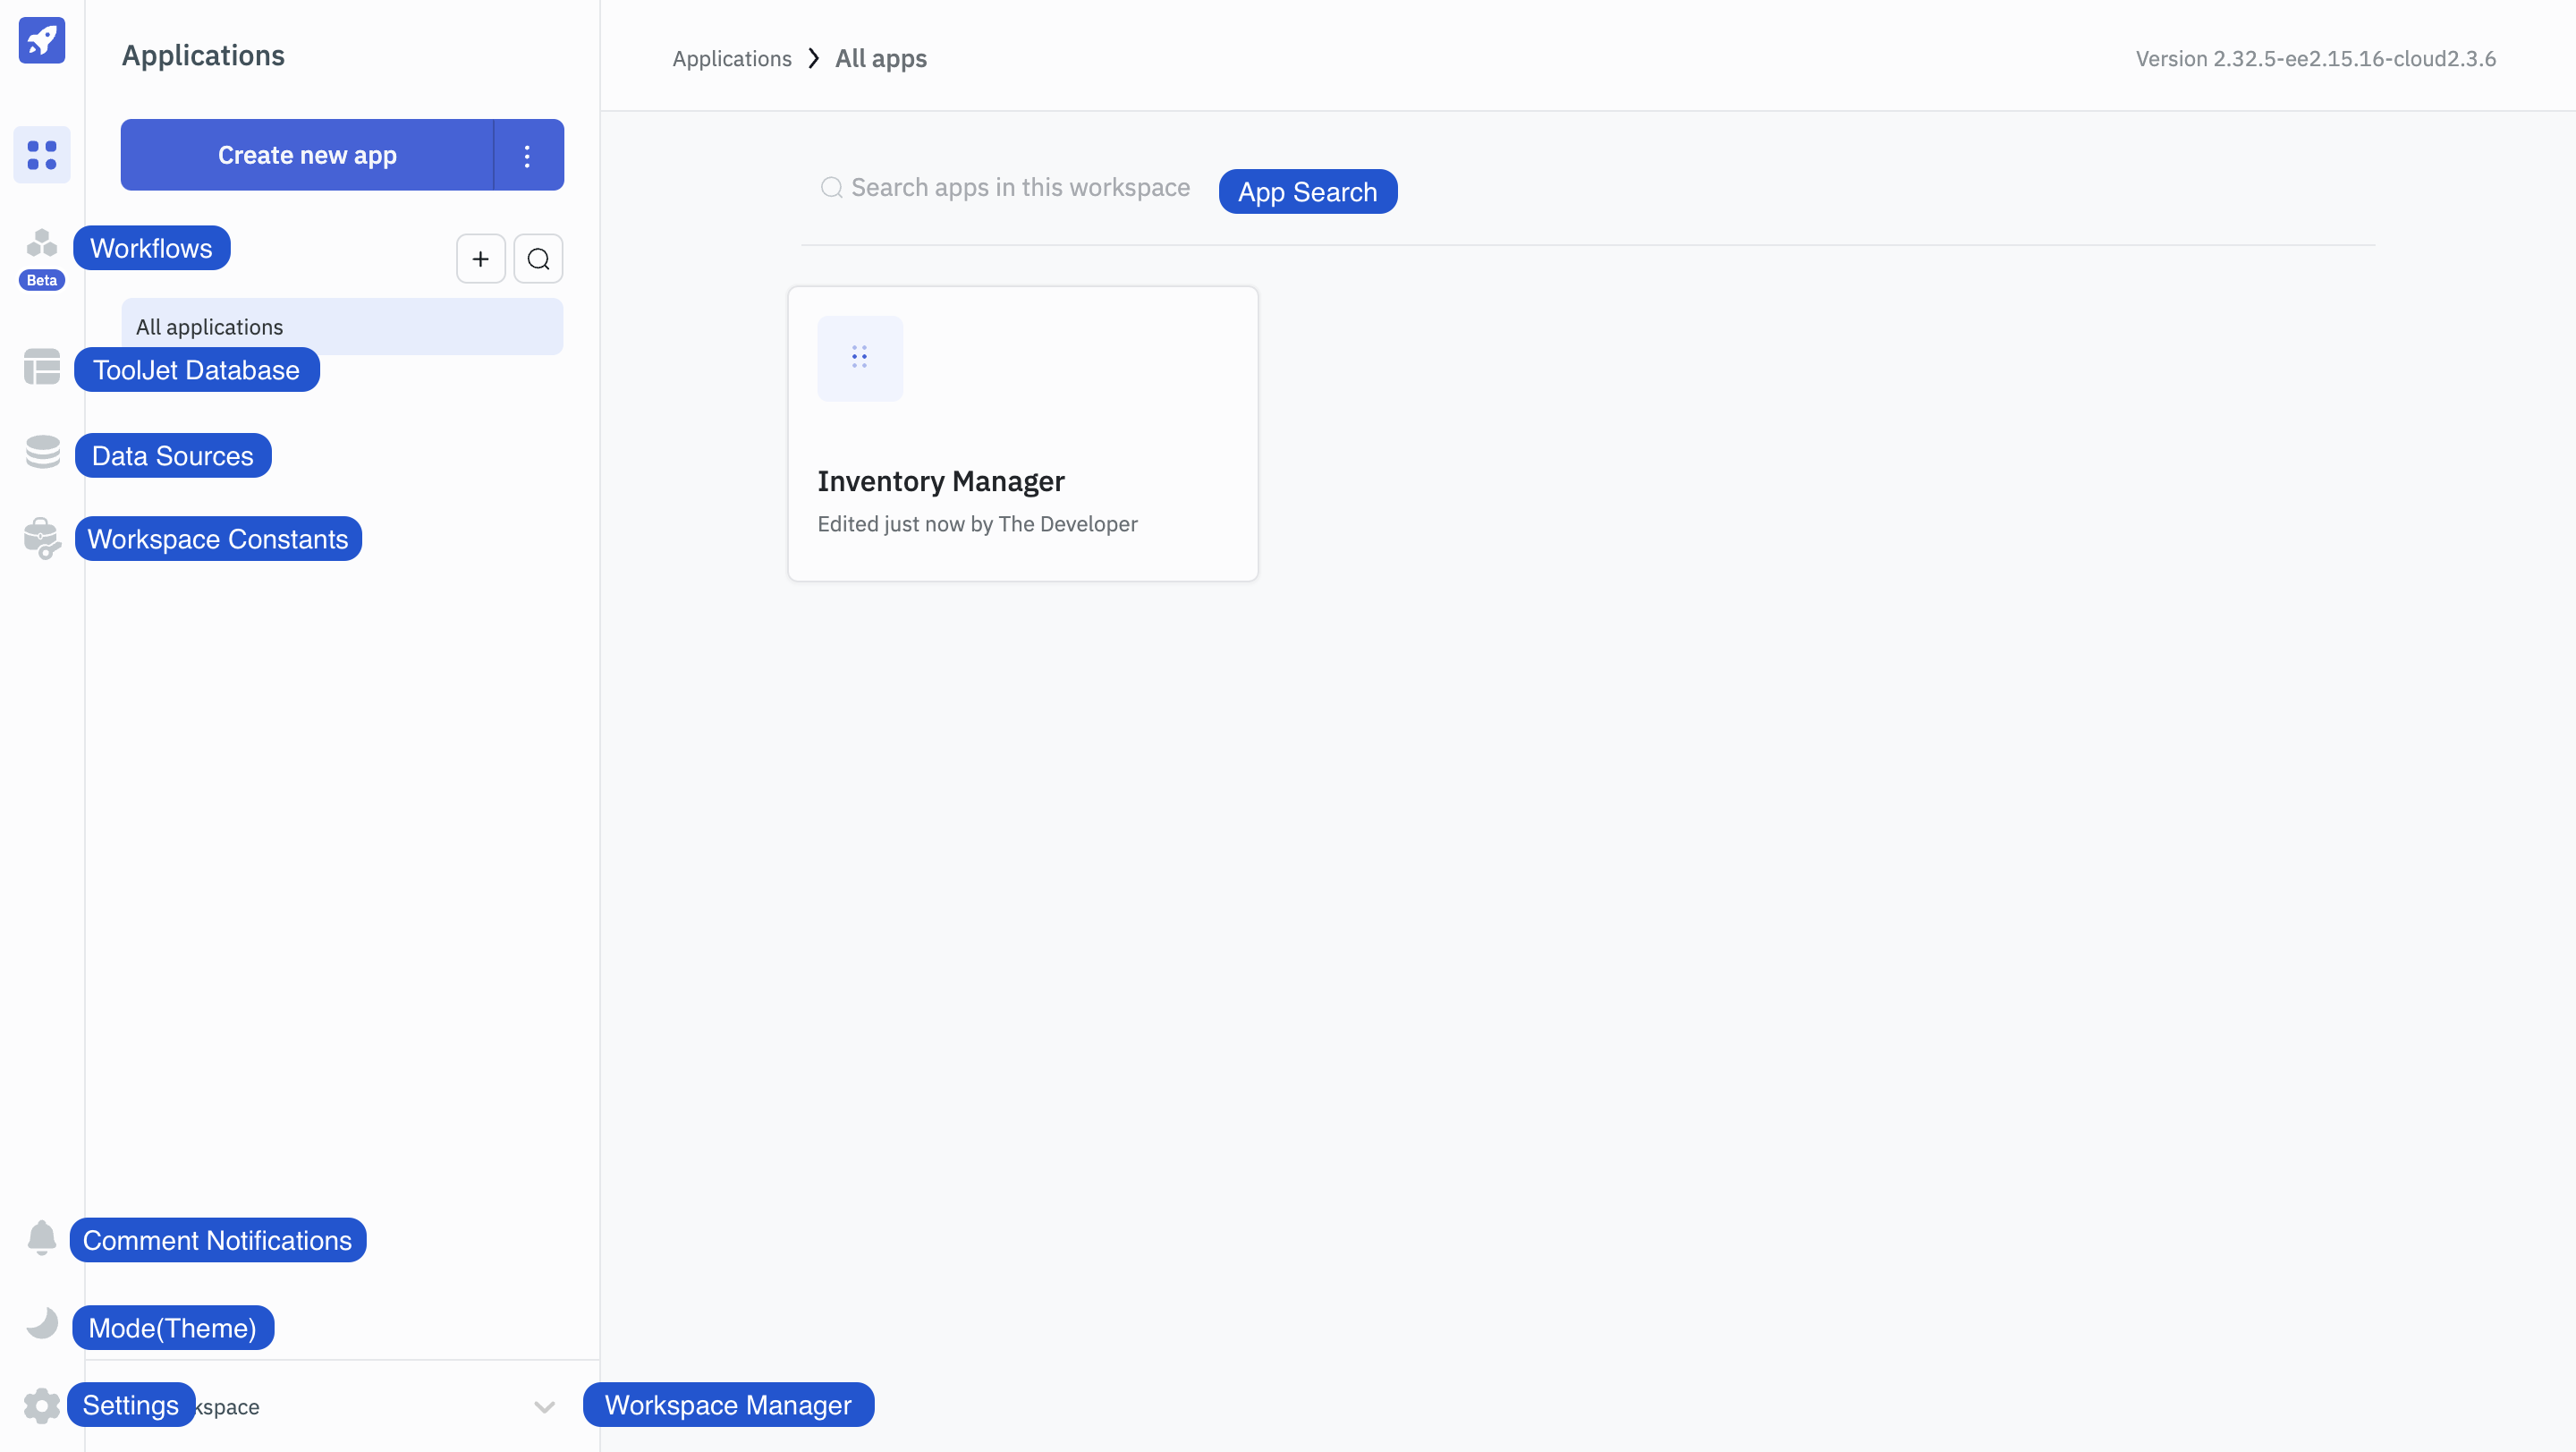 Applications
Applications > All apps
Version 2.32.5-ee2.15.16-cloud2.3.6
Create new app
Search apps in this workspace
App Search
Workflows
Beta
All applications
ToolJet Database
Data Sources
Workspace Constants
Inventory Manager
Edited just now by The Developer
Comment Notifications
Mode(Theme)
Settings
kspace
Workspace Manager